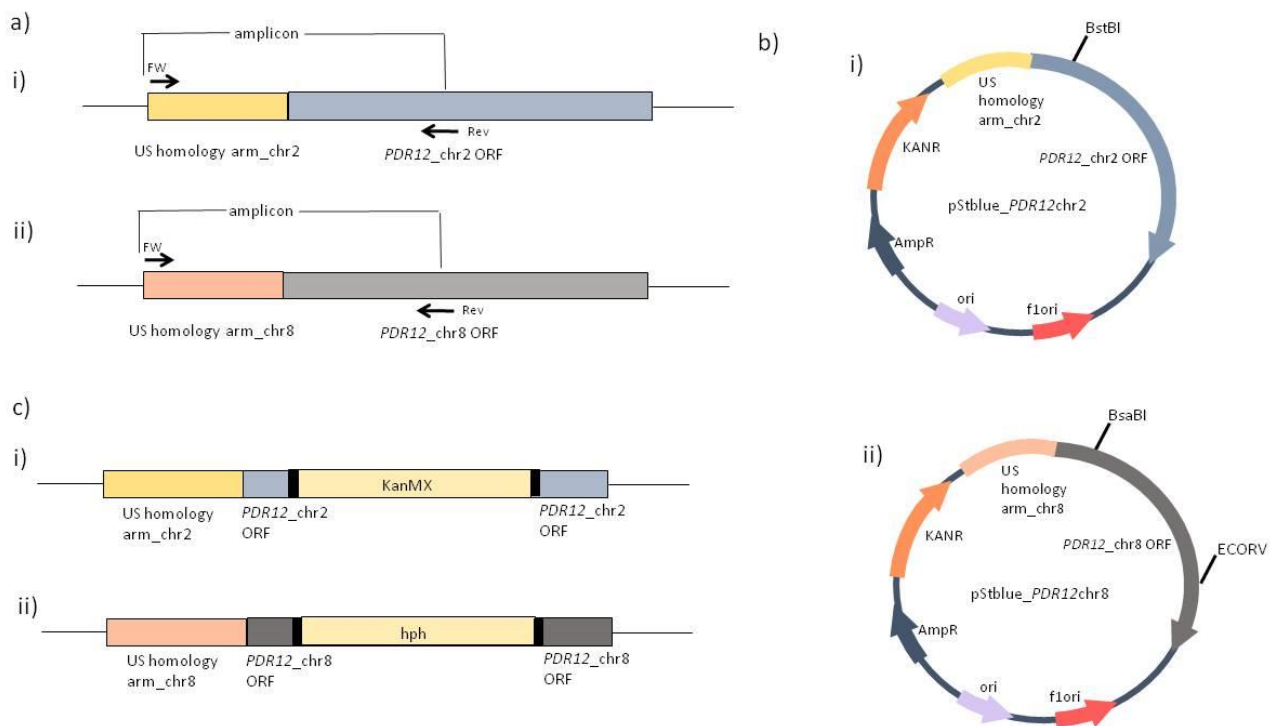 a)
amplicon
i)
FW
Rev
US homology arm_chr2
PDR12_chr2 ORF
ii)
amplicon
FW
Rev
US homology arm_chr8
PDR12_chr8 ORF
b)
i)
BstBI
US
homology
arm_chr2
KANR
PDR12_chr2 ORF
pStblue_PDR12chr2
AmpR
ori
f1ori
ii)
BsaBI
US
homology
arm_chr8
KANR
PDR12_chr8 ORF
ECORV
pStblue_PDR12chr8
AmpR
ori
f1ori
c)
i)
KanMX
US homology
arm_chr2
PDR12_chr2
ORF
PDR12_chr2
ORF
ii)
hph
US homology
arm_chr8
PDR12_chr8
ORF
PDR12_chr8
ORF